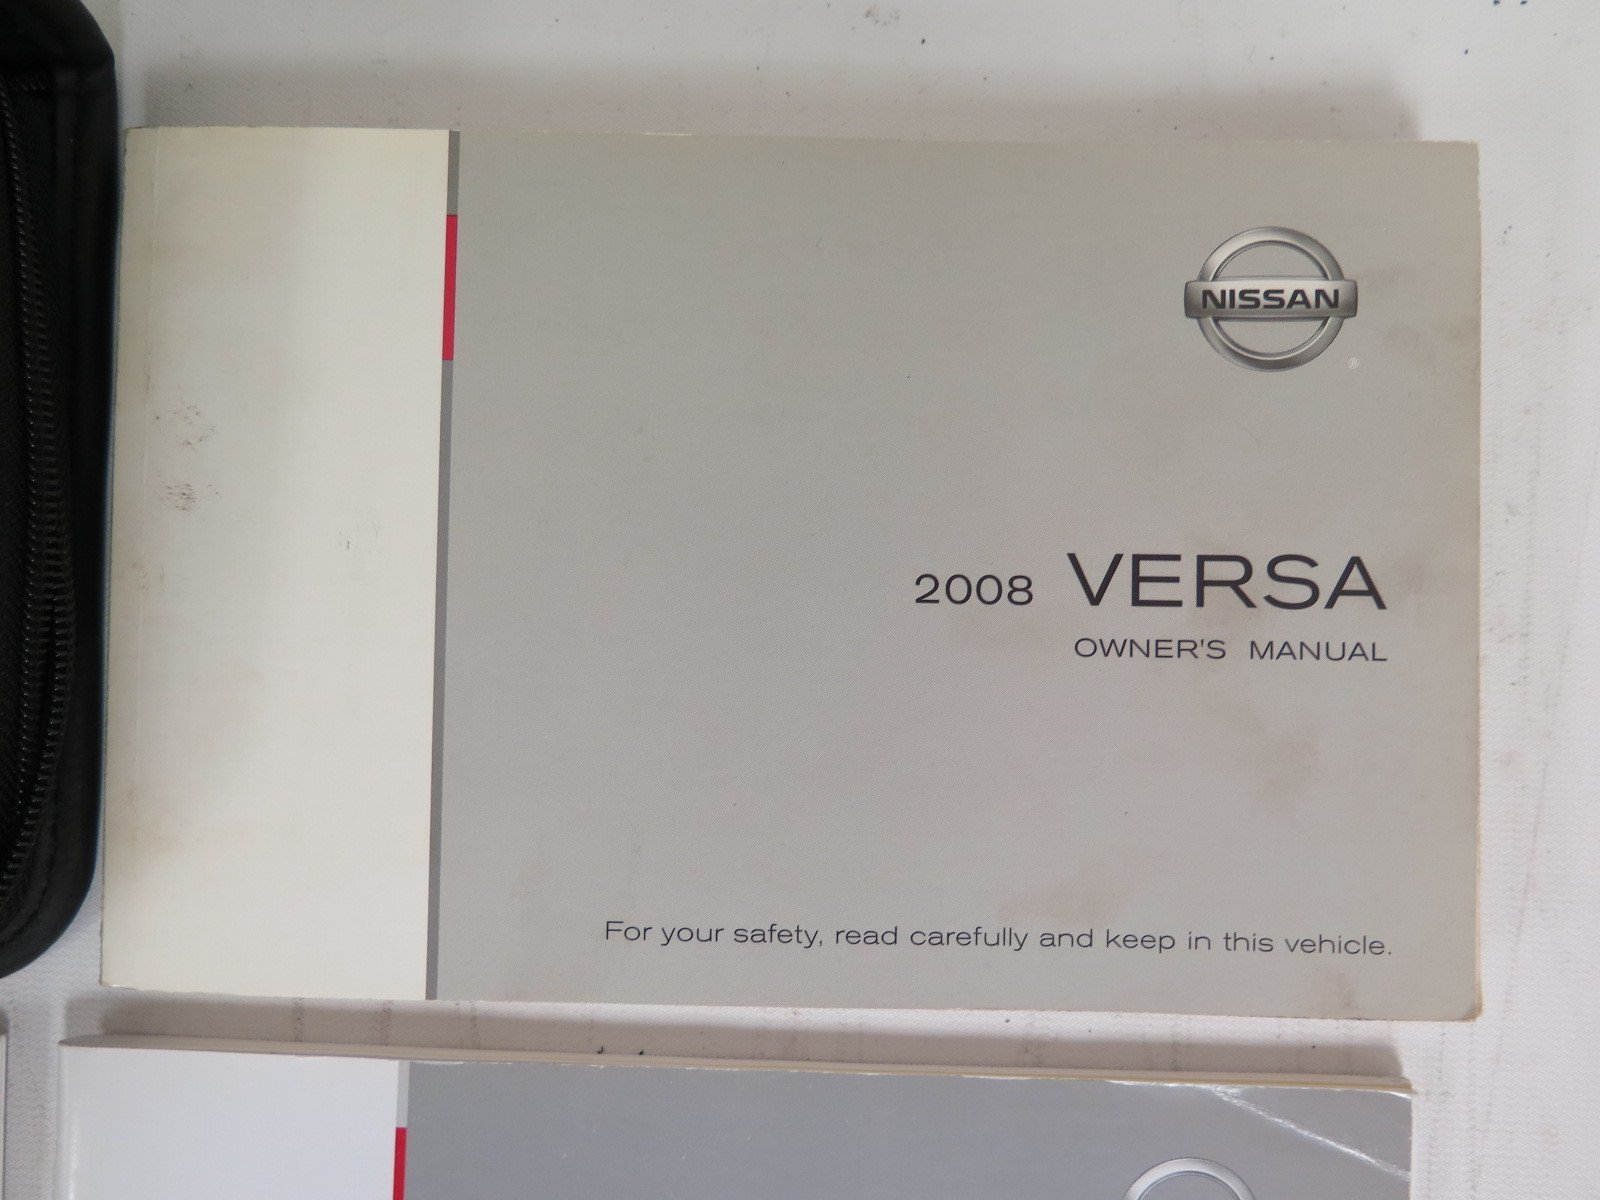 NISSAN
®
2008 VERSA
OWNER'S MANUAL
For your safety, read carefully and keep in this vehicle.